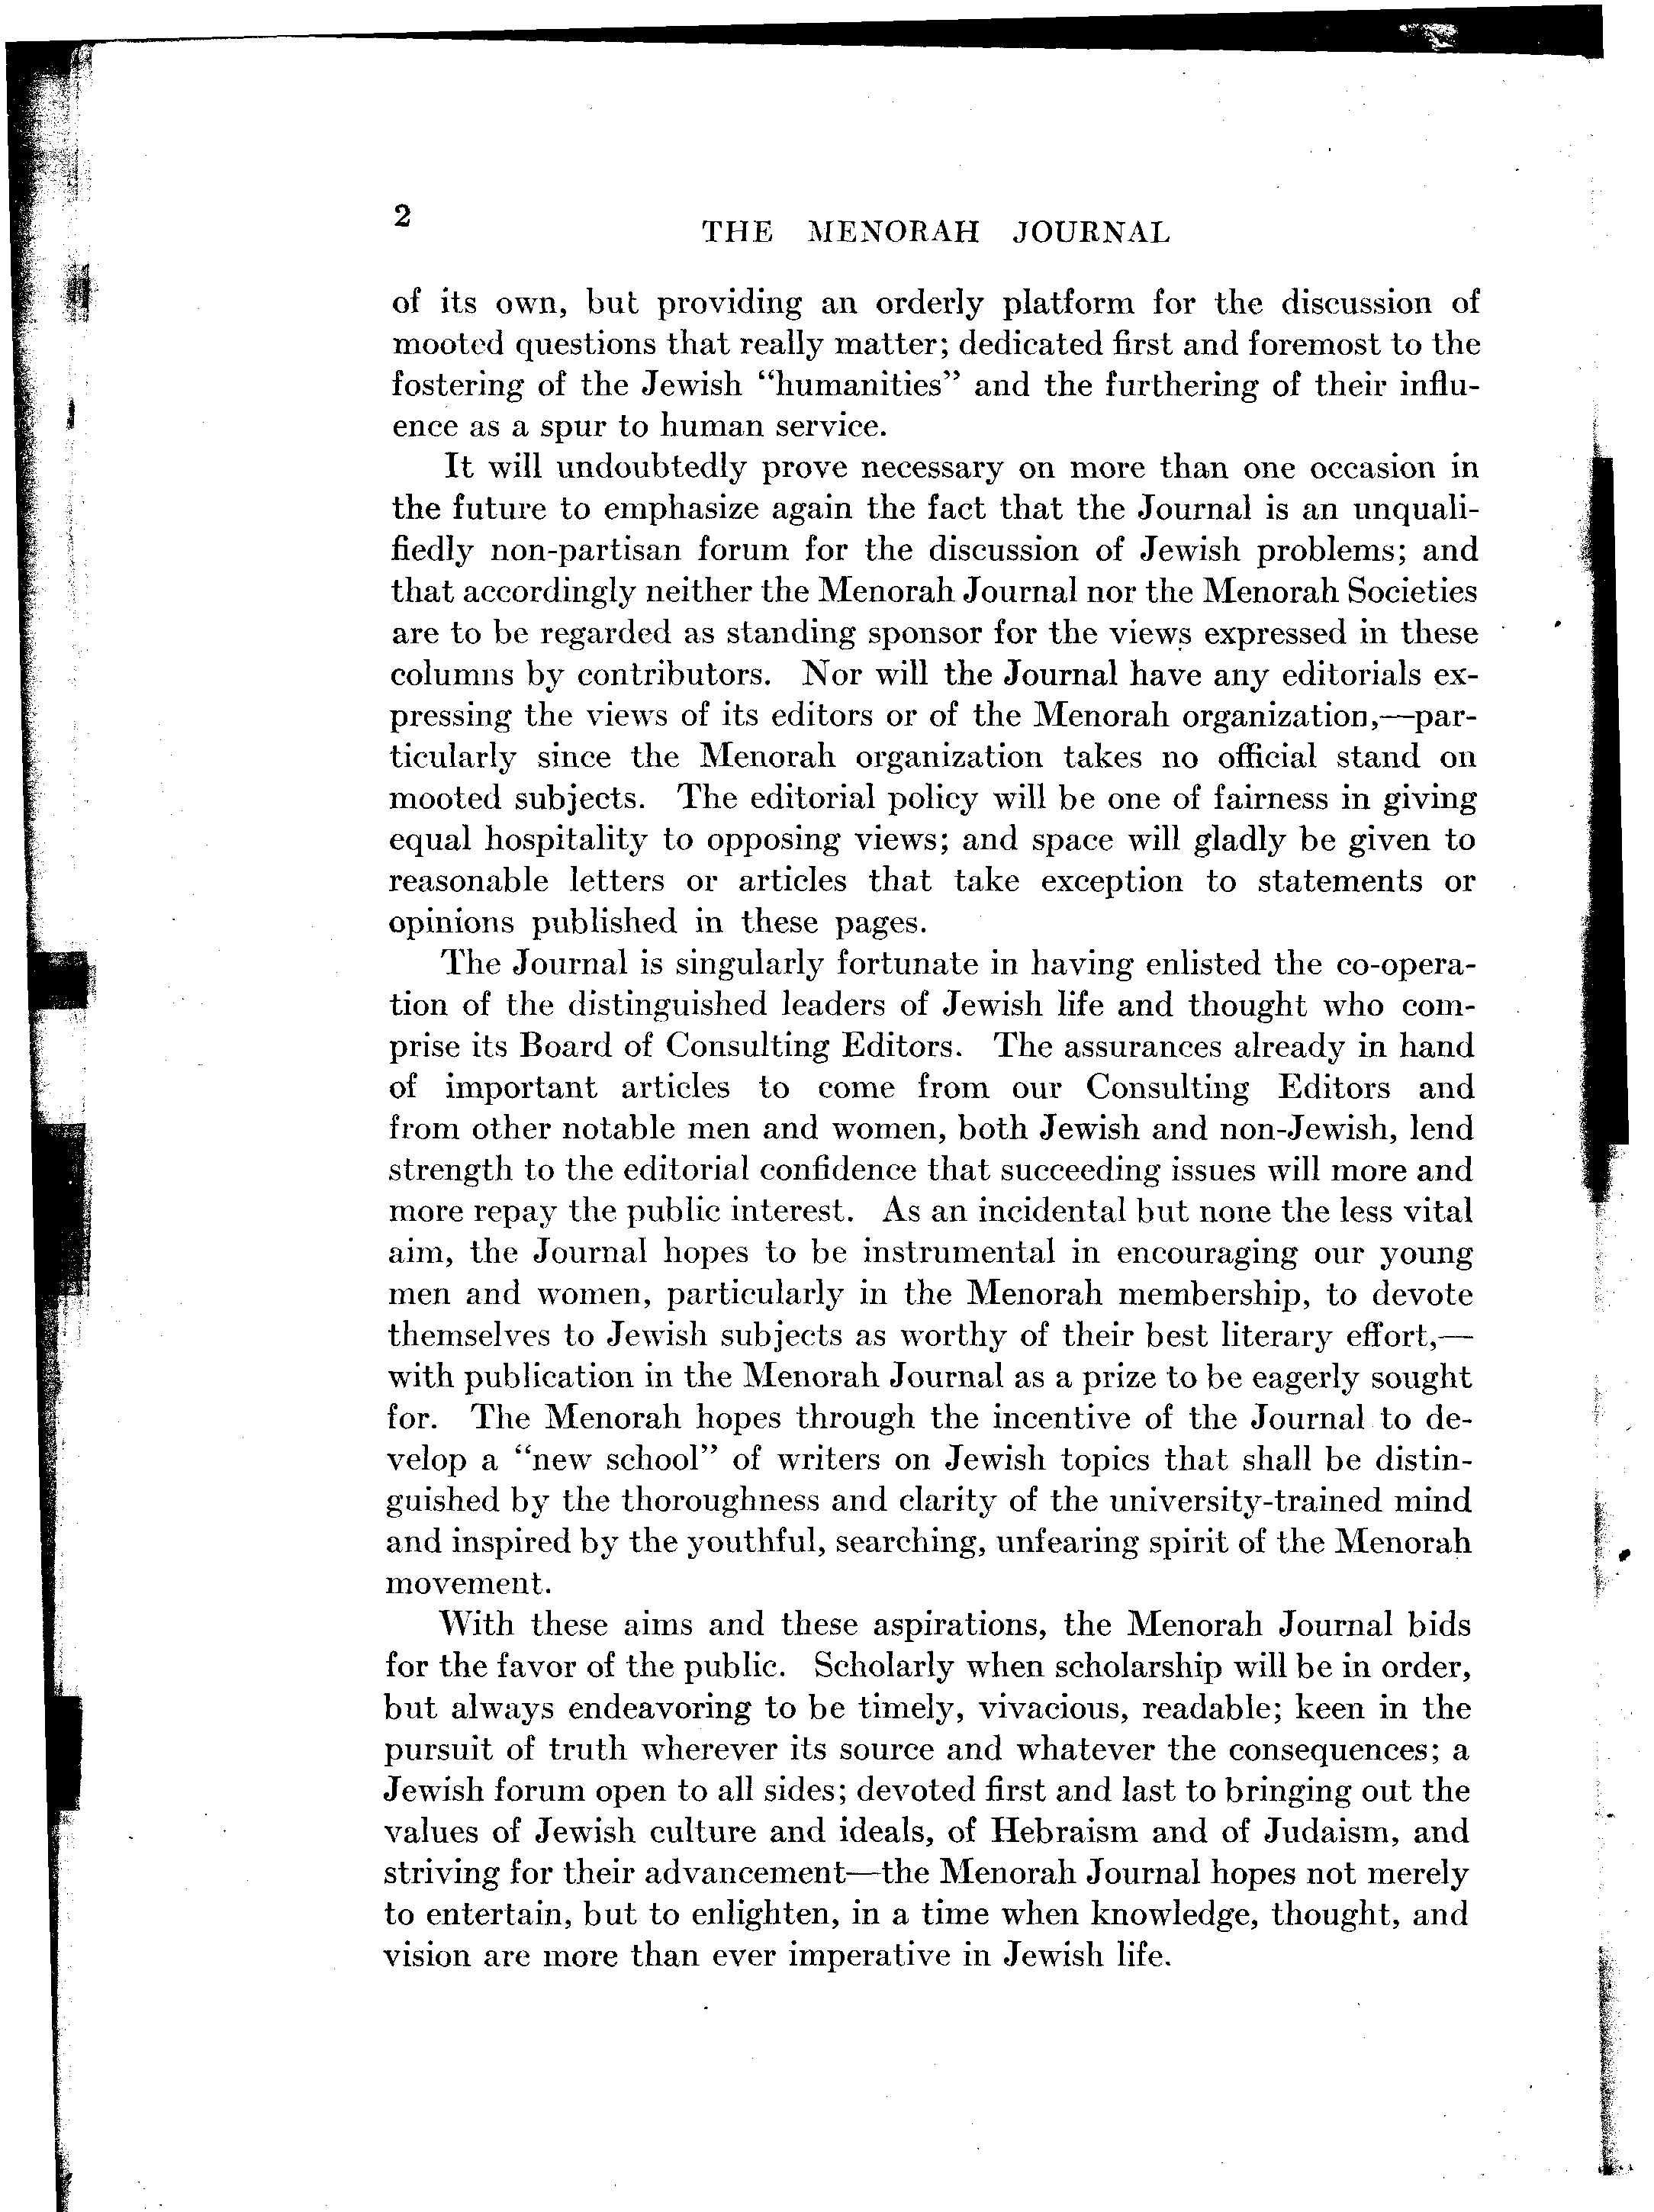 2
THE MENORAH JOURNAL
of its own, but providing an orderly platform for the discussion of
mooted questions that really matter; dedicated first and foremost to the
fostering of the Jewish “humanities” and the furthering of their influ-
ence as a spur to human service.
It will undoubtedly prove necessary on more than one occasion in
the future to emphasize again the fact that the Journal is an unquali-
fiedly non-partisan forum for the discussion of Jewish problems; and
that accordingly neither the Menorah Journal nor the Menorah Societies
are to be regarded as standing sponsor for the views expressed in these
columns by contributors. Nor will the Journal have any editorials ex-
pressing the views of its editors or of the Menorah organization,—par-
ticularly since the Menorah organization takes no official stand on
mooted subjects. The editorial policy will be one of fairness in giving
equal hospitality to opposing views; and space will gladly be given to
reasonable letters or articles that take exception to statements or
opinions published in these pages.
The Journal is singularly fortunate in having enlisted the co-opera-
tion of the distinguished leaders of Jewish life and thought who com-
prise its Board of Consulting Editors. The assurances already in hand
of important articles to come from our Consulting Editors and
from other notable men and women, both Jewish and non-Jewish, lend
strength to the editorial confidence that succeeding issues will more and
more repay the public interest. As an incidental but none the less vital
aim, the Journal hopes to be instrumental in encouraging our young
men and women, particularly in the Menorah membership, to devote
themselves to Jewish subjects as worthy of their best literary effort,—
with publication in the Menorah Journal as a prize to be eagerly sought
for. The Menorah hopes through the incentive of the Journal to de-
velop a “new school” of writers on Jewish topics that shall be distin-
guished by the thoroughness and clarity of the university-trained mind
and inspired by the youthful, searching, unfearing spirit of the Menorah
movement.
With these aims and these aspirations, the Menorah Journal bids
for the favor of the public. Scholarly when scholarship will be in order,
but always endeavoring to be timely, vivacious, readable; keen in the
pursuit of truth wherever its source and whatever the consequences; a
Jewish forum open to all sides; devoted first and last to bringing out the
values of Jewish culture and ideals, of Hebraism and of Judaism, and
striving for their advancement—the Menorah Journal hopes not merely
to entertain, but to enlighten, in a time when knowledge, thought, and
vision are more than ever imperative in Jewish life.